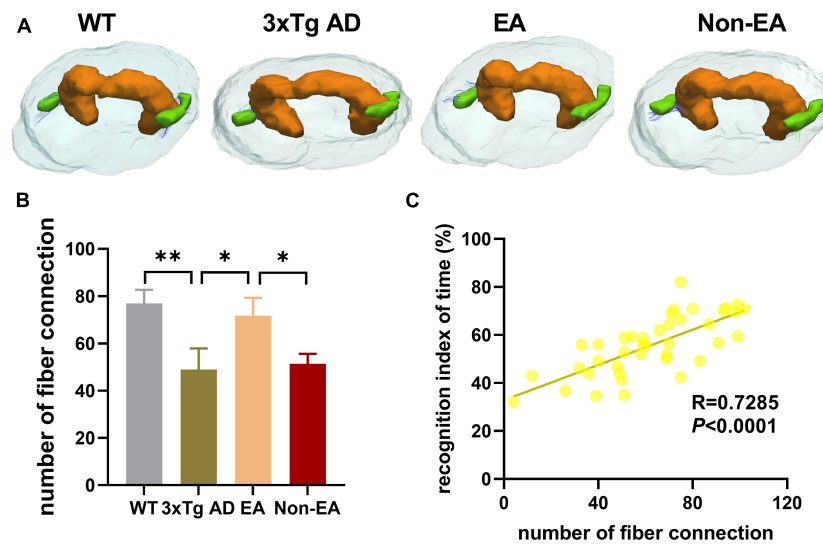 A
WT
3xTg AD
EA
Non-EA
B
number of fiber connection
100
80
60
40
20
0
**
*
*
WT
3xTg AD
EA
Non-EA
C
recognition index of time (%)
100
80
60
40
20
0
R=0.7285
P<0.0001
0
40
80
120
number of fiber connection